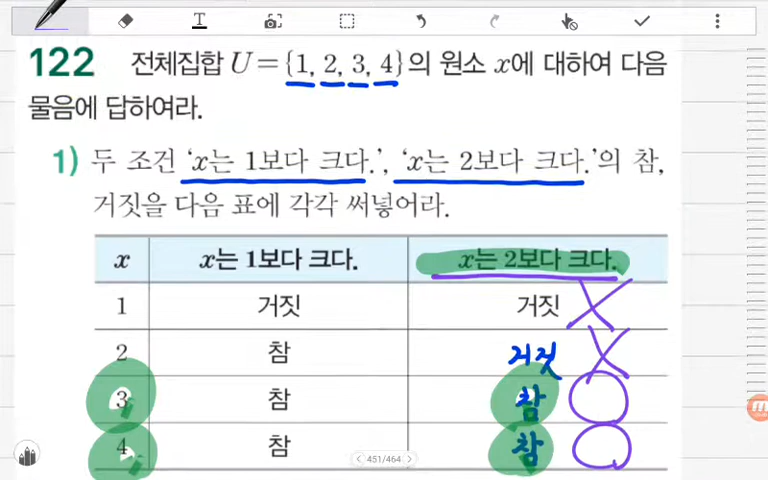 122 전체집합 U={1, 2, 3, 4}의 원소 x에 대하여 다음
물음에 답하여라.
1) 두 조건 ‘x는 1보다 크다.’, ‘x는 2보다 크다.’의 참,
거짓을 다음 표에 각각 써넣어라.
x x는 1보다 크다. x는 2보다 크다.
1 거짓 거짓 X
2 참 거짓 X
3 참 참 O
4 참 참 O
451/464